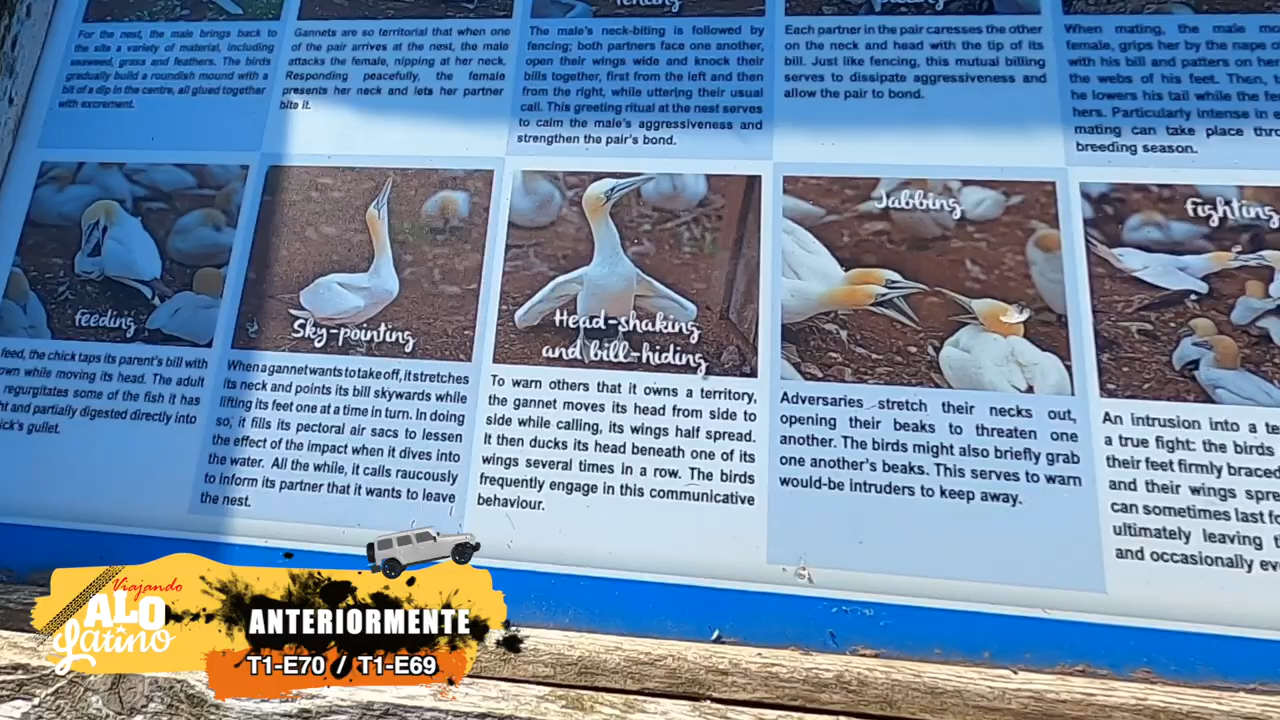 fencing
For the nest, the male brings back to
the site a variety of material, including
seaweed, grass and feathers. The birds
gradually build a roundish mound with a
bit of a dip in the centre, all glued together
with excrement.
Gannets are so territorial that when one
of the pair arrives at the nest, the male
attacks the female, nipping at her neck.
Responding peacefully, the female
presents her neck and lets her partner
bite it.
The male's neck-biting is followed by
fencing; both partners face one another,
open their wings wide and knock their
bills together, first from the left and then
from the right, while uttering their usual
call. This greeting ritual at the nest serves
to calm the male's aggressiveness and
strengthen the pair's bond.
Each partner in the pair caresses the other
on the neck and head with the tip of its
bill. Just like fencing, this mutual billing
serves to dissipate aggressiveness and
allow the pair to bond.
When mating, the male mo
female, grips her by the nape o
with his bill and patters on her
the webs of his feet. Then, t
he lowers his tail while the fe
hers. Particularly intense in e
mating can take place thro
breeding season.
feeding
feed, the chick taps its parent's bill with
own while moving its head. The adult
regurgitates some of the fish it has
ht and partially digested directly into
ick's gullet.
Sky-pointing
When a gannet wants to take off, it stretches
its neck and points its bill skywards while
lifting its feet one at a time in turn. In doing
so, it fills its pectoral air sacs to lessen
the effect of the impact when it dives into
the water. All the while, it calls raucously
to inform its partner that it wants to leave
the nest.
Head-shaking
and bill-hiding
To warn others that it owns a territory,
the gannet moves its head from side to
side while calling, its wings half spread.
It then ducks its head beneath one of its
wings several times in a row. The birds
frequently engage in this communicative
behaviour.
Jabbing
Adversaries stretch their necks out,
opening their beaks to threaten one
another. The birds might also briefly grab
one another's beaks. This serves to warn
would-be intruders to keep away.
Fighting
An intrusion into a te
a true fight: the birds
their feet firmly braced
and their wings spre
can sometimes last fo
ultimately leaving t
and occasionally ev
Viajando
ALO
Latino
ANTERIORMENTE
T1-E70 / T1-E69